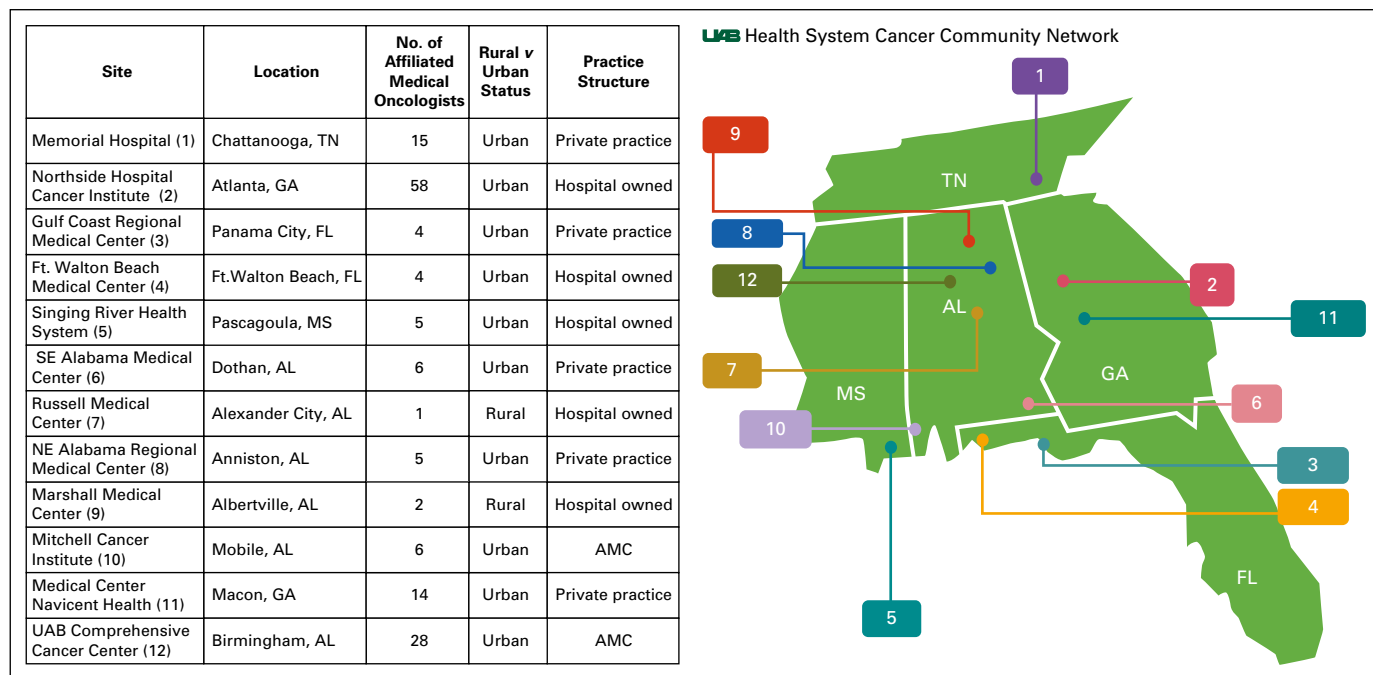 Site
Location
No. of
Affiliated
Medical
Oncologists
Rural v
Urban
Status
Practice
Structure
Memorial Hospital (1)
Chattanooga, TN
15
Urban
Private practice
Northside Hospital
Cancer Institute (2)
Atlanta, GA
58
Urban
Hospital owned
Gulf Coast Regional
Medical Center (3)
Panama City, FL
4
Urban
Private practice
Ft. Walton Beach
Medical Center (4)
Ft.Walton Beach, FL
4
Urban
Hospital owned
Singing River Health
System (5)
Pascagoula, MS
5
Urban
Hospital owned
SE Alabama Medical
Center (6)
Dothan, AL
6
Urban
Private practice
Russell Medical
Center (7)
Alexander City, AL
1
Rural
Hospital owned
NE Alabama Regional
Medical Center (8)
Anniston, AL
5
Urban
Private practice
Marshall Medical
Center (9)
Albertville, AL
2
Rural
Hospital owned
Mitchell Cancer
Institute (10)
Mobile, AL
6
Urban
AMC
Medical Center
Navicent Health (11)
Macon, GA
14
Urban
Private practice
UAB Comprehensive
Cancer Center (12)
Birmingham, AL
28
Urban
AMC
UAB Health System Cancer Community Network
1
9
TN
8
12
2
AL
11
7
GA
MS
6
10
3
4
FL
5